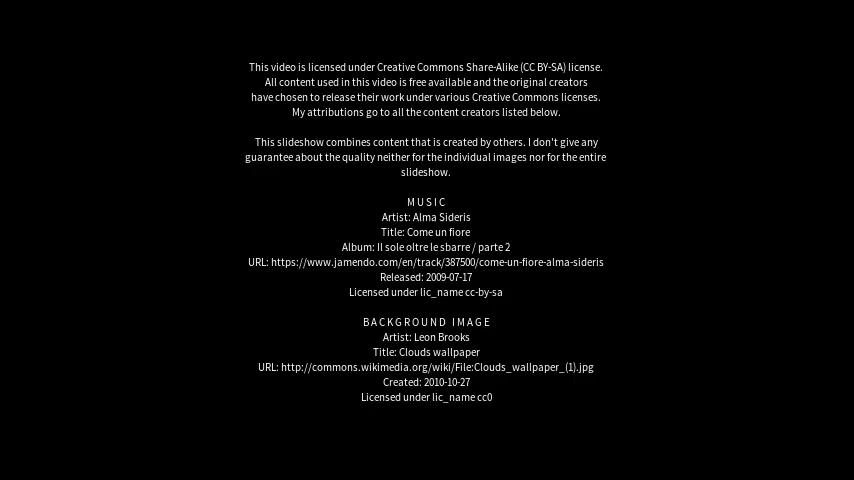 This video is licensed under Creative Commons Share-Alike (CC BY-SA) license.
All content used in this video is free available and the original creators
have chosen to release their work under various Creative Commons licenses.
My attributions go to all the content creators listed below.
This slideshow combines content that is created by others. I don't give any
guarantee about the quality neither for the individual images nor for the entire
slideshow.
MUSIC
Artist: Alma Sideris
Title: Come un fiore
Album: Il sole oltre le sbarre / parte 2
URL: https://www.jamendo.com/en/track/387500/come-un-fiore-alma-sideris
Released: 2009-07-17
Licensed under lic_name cc-by-sa
BACKGROUND IMAGE
Artist: Leon Brooks
Title: Clouds wallpaper
URL: http://commons.wikimedia.org/wiki/File:Clouds_wallpaper_(1).jpg
Created: 2010-10-27
Licensed under lic_name cc0